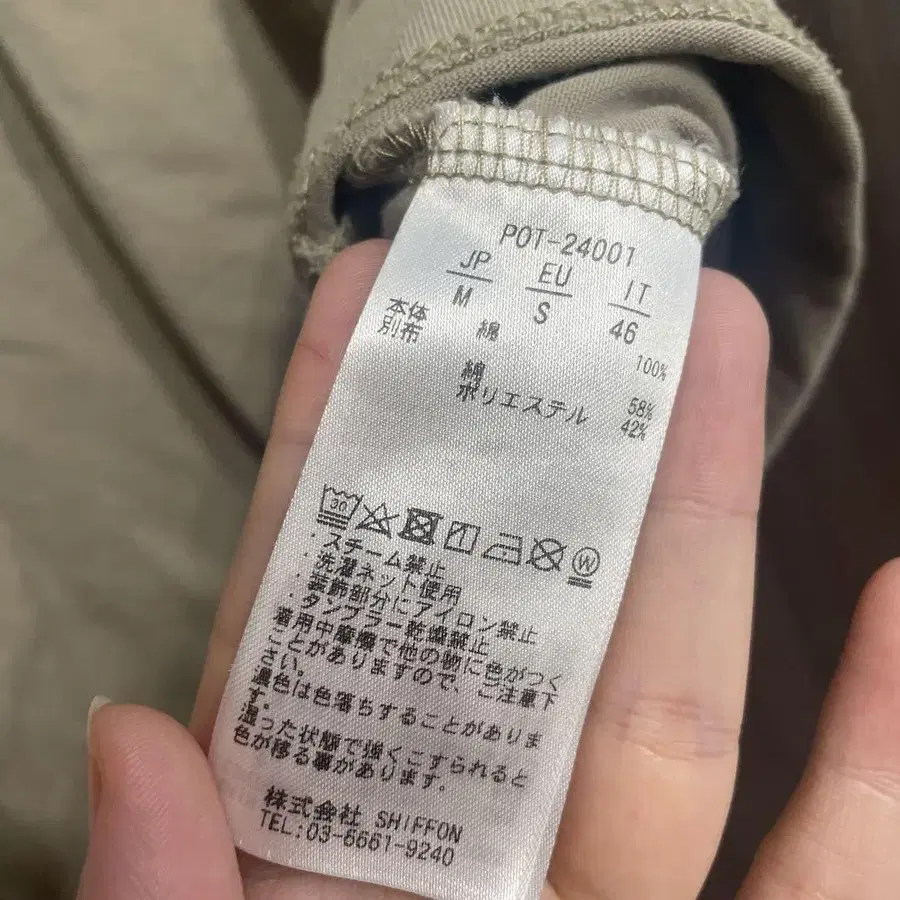 POT-24001
JP EU IT
M S 46
本体 綿 100%
別布
綿 58%
ポリエステル 42%
30 W
・スチーム禁止
・洗濯ネット使用
・装飾部分にアイロン禁止
・タンブラー乾燥禁止
着用中摩擦で他の物に色がつく
ことがありますので、ご注意下
さい。
濃色は色落ちすることがありま
す。
湿った状態で強くこすられると
色が移る事があります。
株式会社 SHIFFON
TEL:03-6661-9240